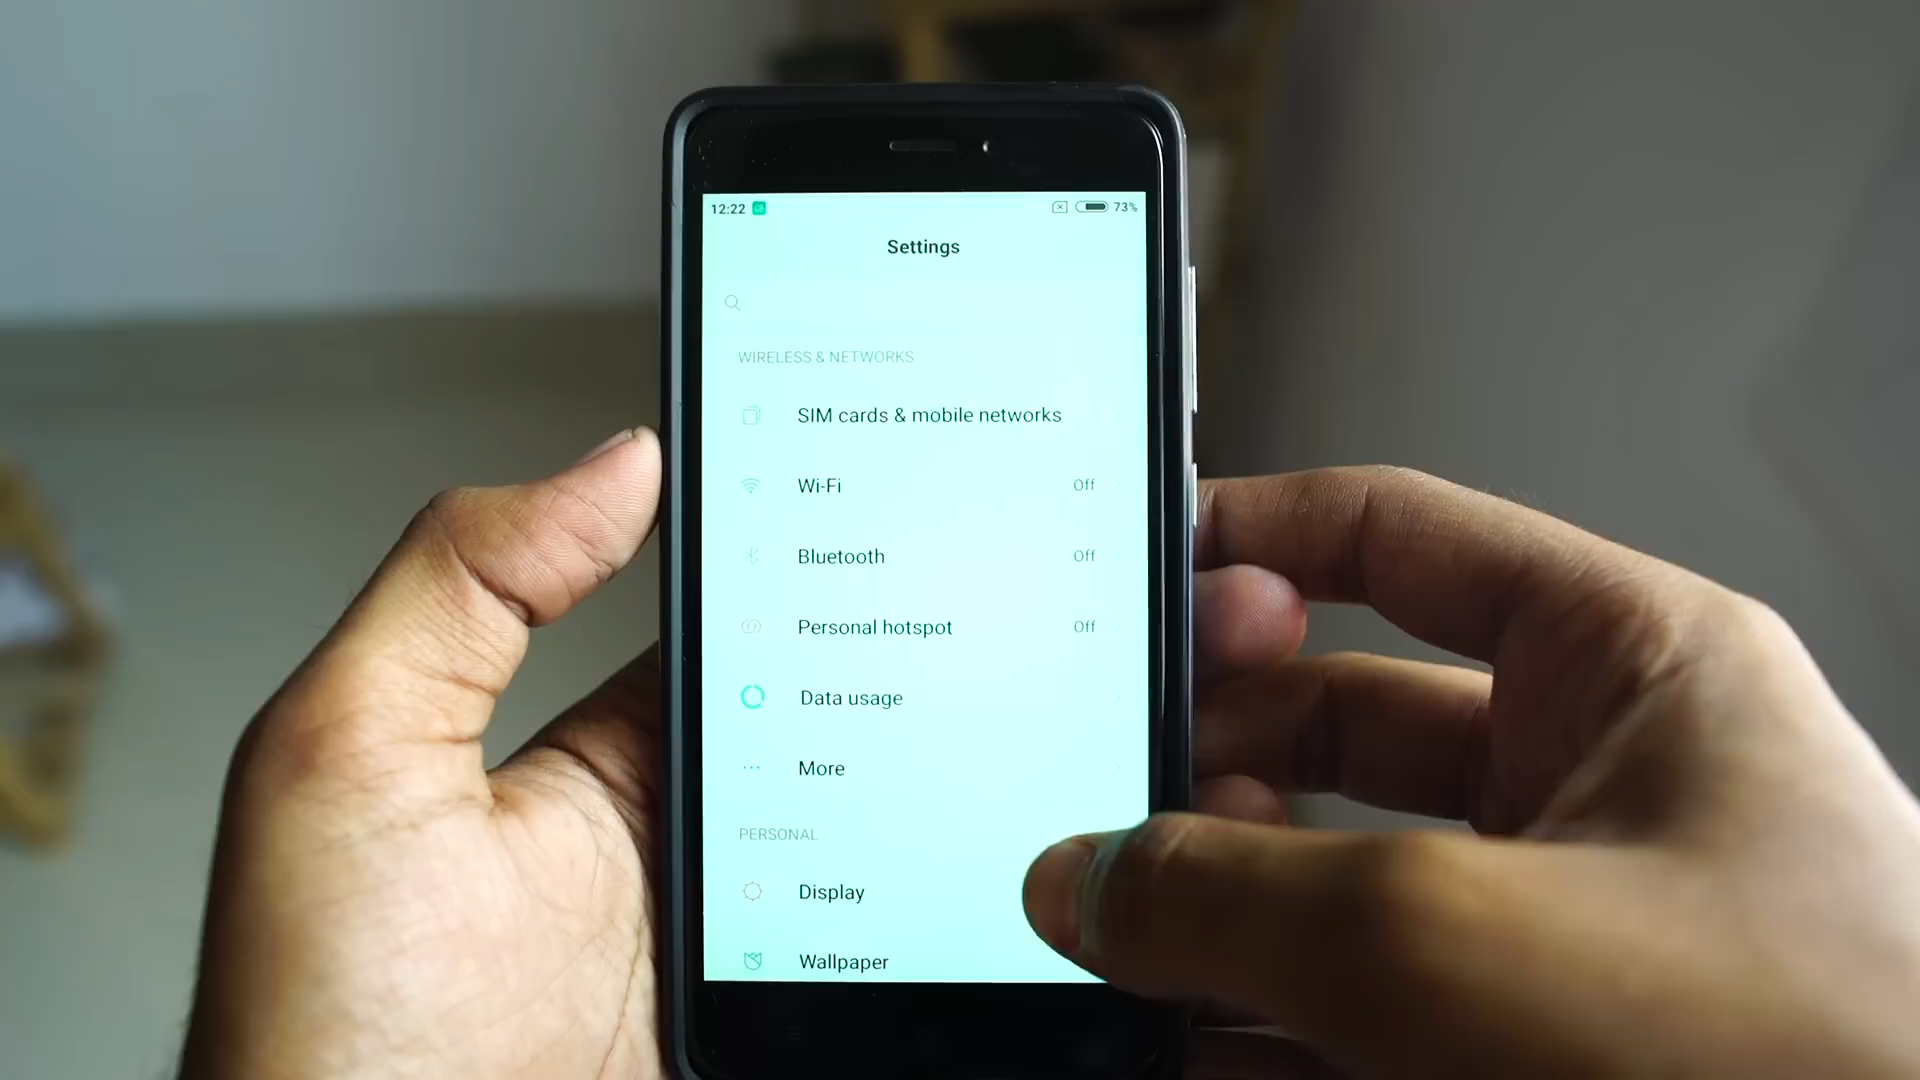 12:22 73%
Settings
WIRELESS & NETWORKS
SIM cards & mobile networks
Wi-Fi Off
Bluetooth Off
Personal hotspot Off
Data usage
More
PERSONAL
Display
Wallpaper